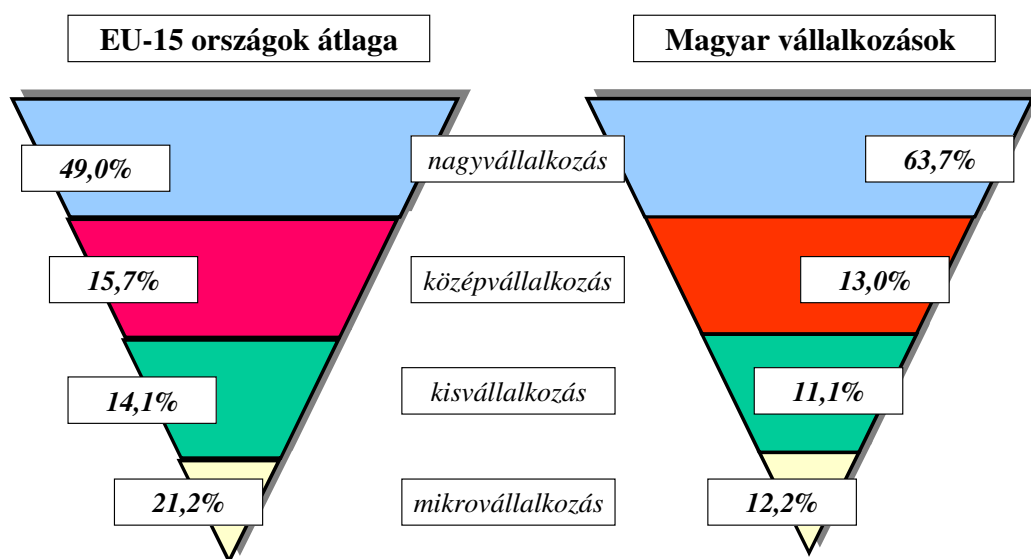 EU-15 országok átlaga
Magyar vállalkozások
49,0%
nagyvállalkozás
63,7%
15,7%
középvállalkozás
13,0%
14,1%
kisvállalkozás
11,1%
21,2%
mikrovállalkozás
12,2%